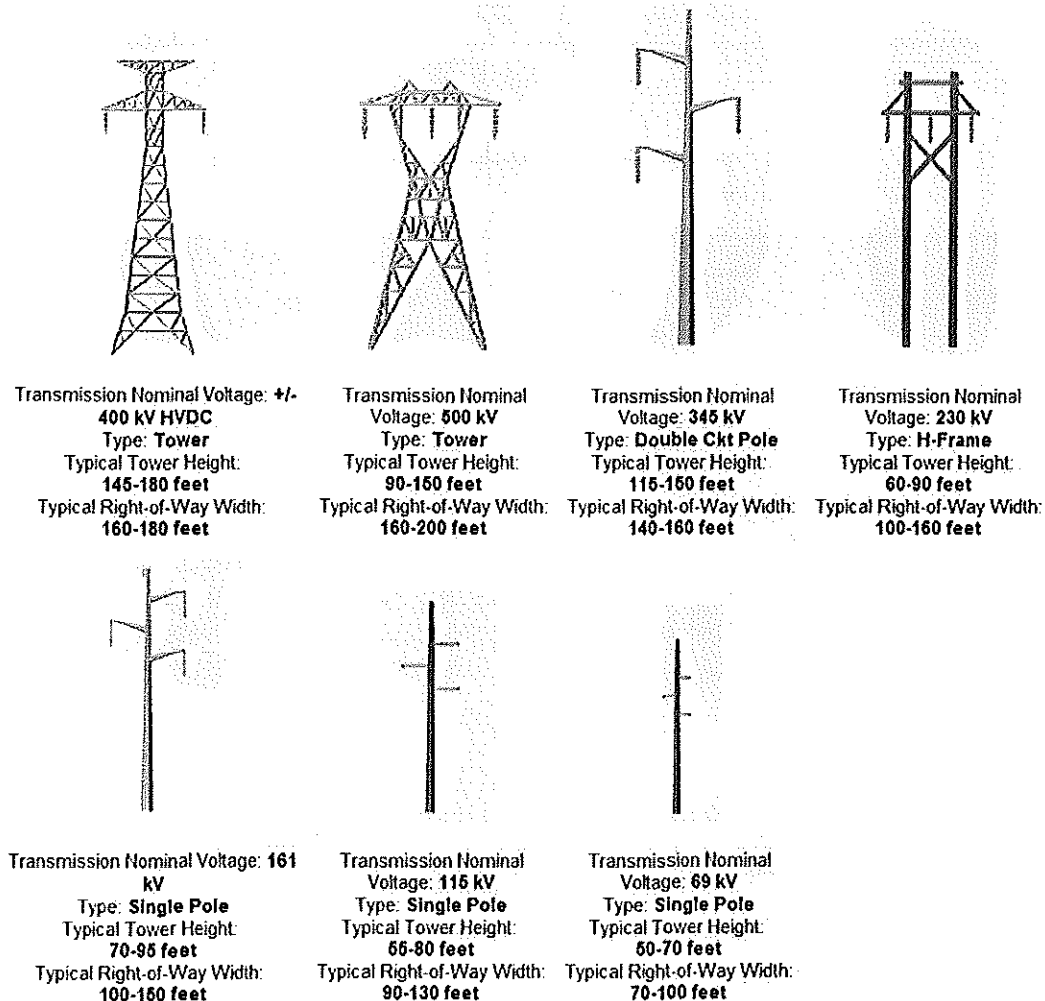 Transmission Nominal Voltage: +/-
400 kV HVDC
Type: Tower
Typical Tower Height:
145-180 feet
Typical Right-of-Way Width:
160-180 feet
Transmission Nominal
Voltage: 500 kV
Type: Tower
Typical Tower Height:
90-150 feet
Typical Right-of-Way Width:
160-200 feet
Transmission Nominal
Voltage: 345 kV
Type: Double Ckt Pole
Typical Tower Height:
115-150 feet
Typical Right-of-Way Width:
140-160 feet
Transmission Nominal
Voltage: 230 kV
Type: H-Frame
Typical Tower Height:
60-90 feet
Typical Right-of-Way Width:
100-160 feet
Transmission Nominal Voltage: 161
kV
Type: Single Pole
Typical Tower Height:
70-95 feet
Typical Right-of-Way Width:
100-150 feet
Transmission Nominal
Voltage: 115 kV
Type: Single Pole
Typical Tower Height:
55-80 feet
Typical Right-of-Way Width:
90-130 feet
Transmission Nominal
Voltage: 69 kV
Type: Single Pole
Typical Tower Height:
50-70 feet
Typical Right-of-Way Width:
70-100 feet